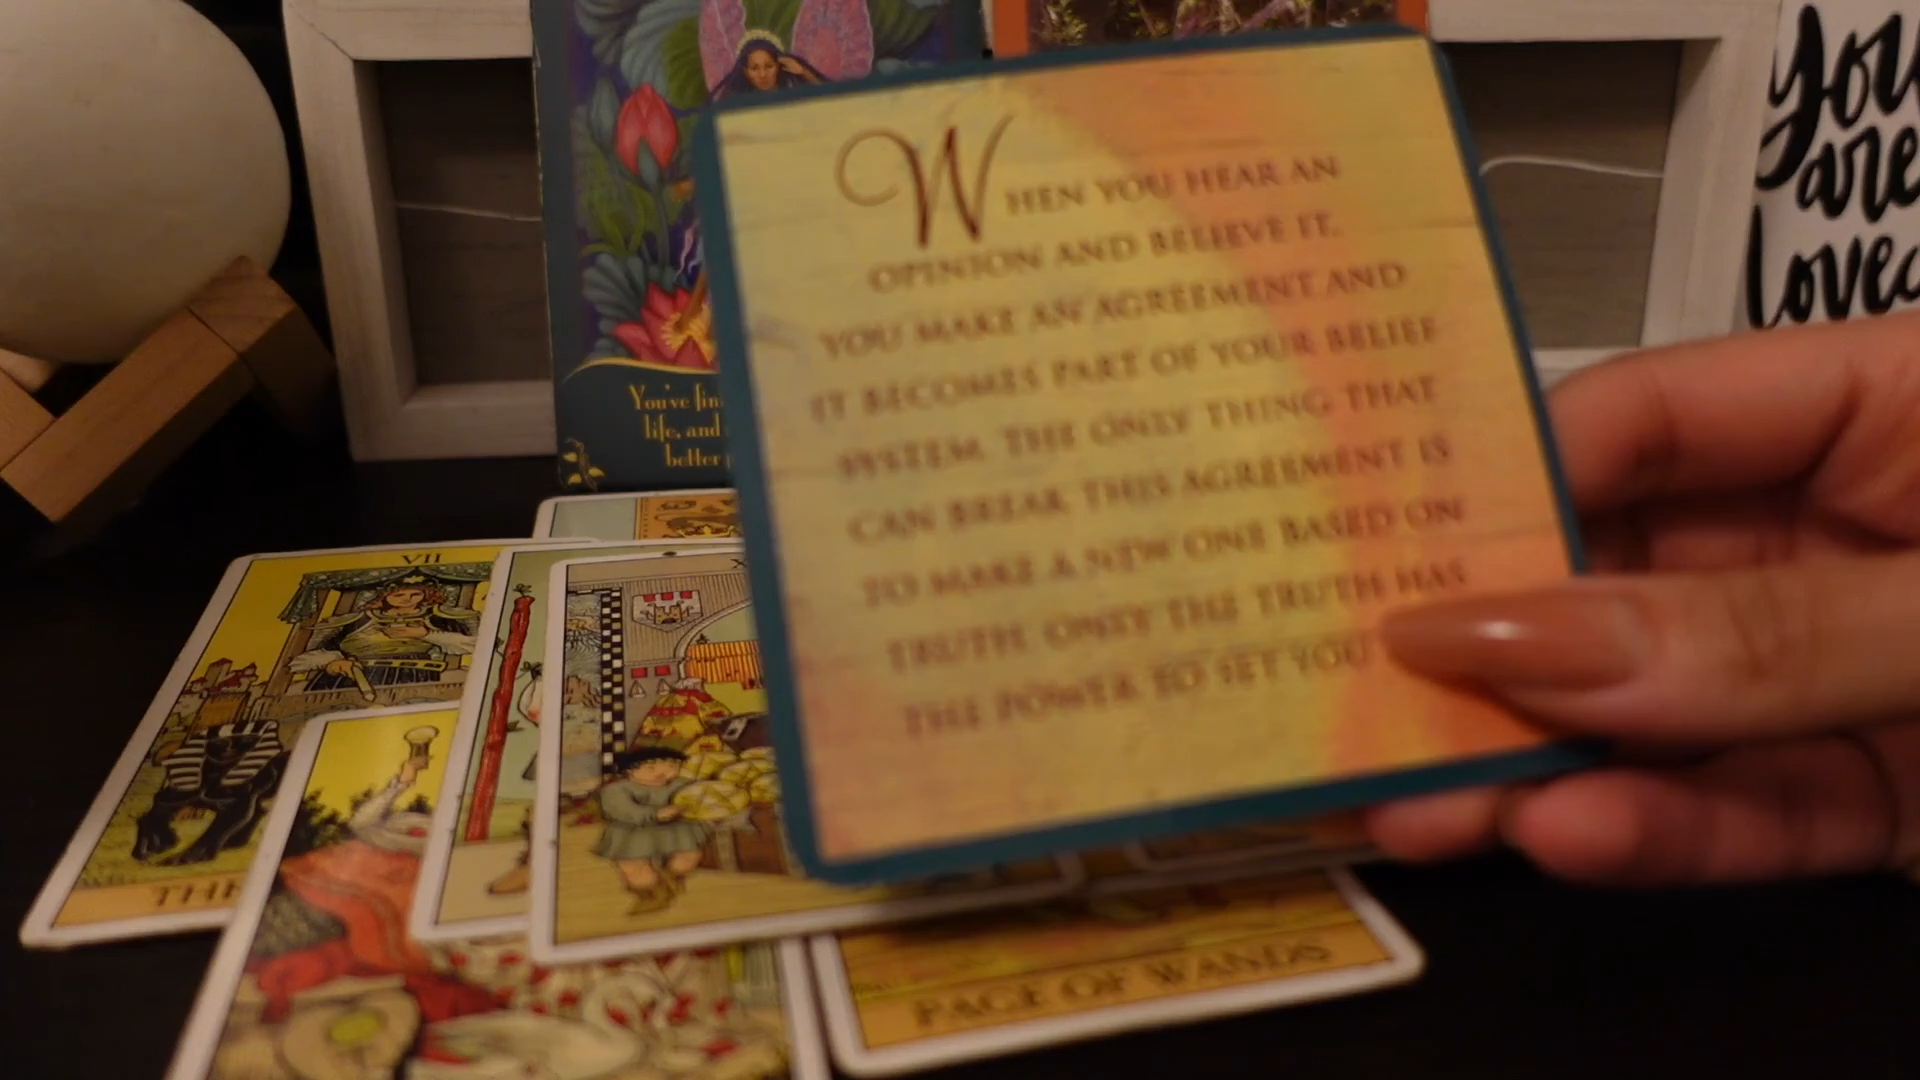 You
are
loved
You've
life, and
better
WHEN YOU HEAR AN
OPINION AND BELIEVE IT,
YOU MAKE AN AGREEMENT AND
IT BECOMES PART OF YOUR BELIEF
SYSTEM. THE ONLY THING THAT
CAN BREAK THIS AGREEMENT IS
TO MAKE A NEW ONE BASED ON
TRUTH. ONLY THE TRUTH HAS
THE POWER TO SET YOU
VII
X
THE
PAGE OF WANDS